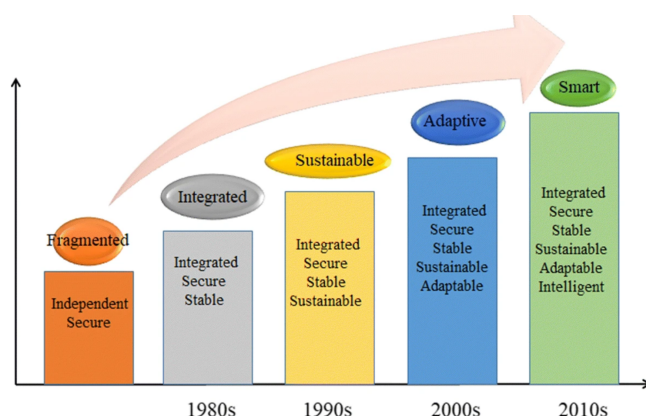 Fragmented
Independent
Secure
Integrated
Integrated
Secure
Stable
1980s
Sustainable
Integrated
Secure
Stable
Sustainable
1990s
Adaptive
Integrated
Secure
Stable
Sustainable
Adaptable
2000s
Smart
Integrated
Secure
Stable
Sustainable
Adaptable
Intelligent
2010s